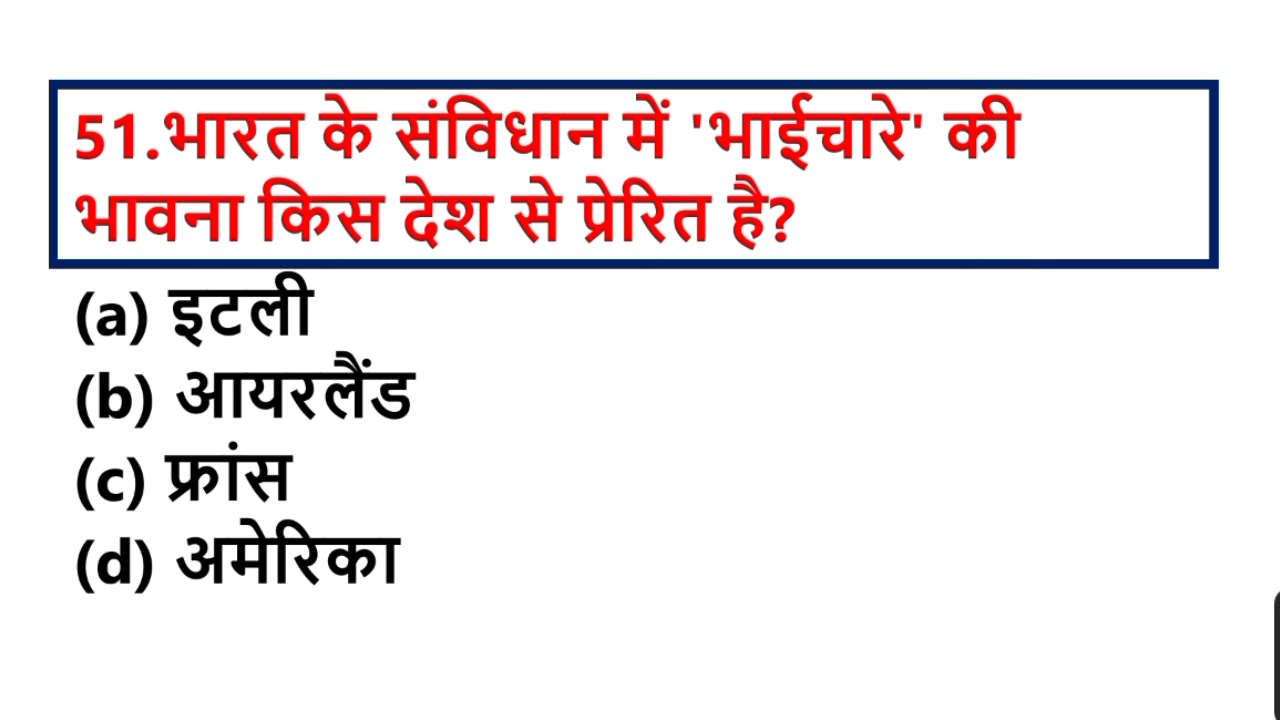 51.भारत के संविधान में 'भाईचारे' की
भावना किस देश से प्रेरित है?
(a) इटली
(b) आयरलैंड
(c) फ्रांस
(d) अमेरिका